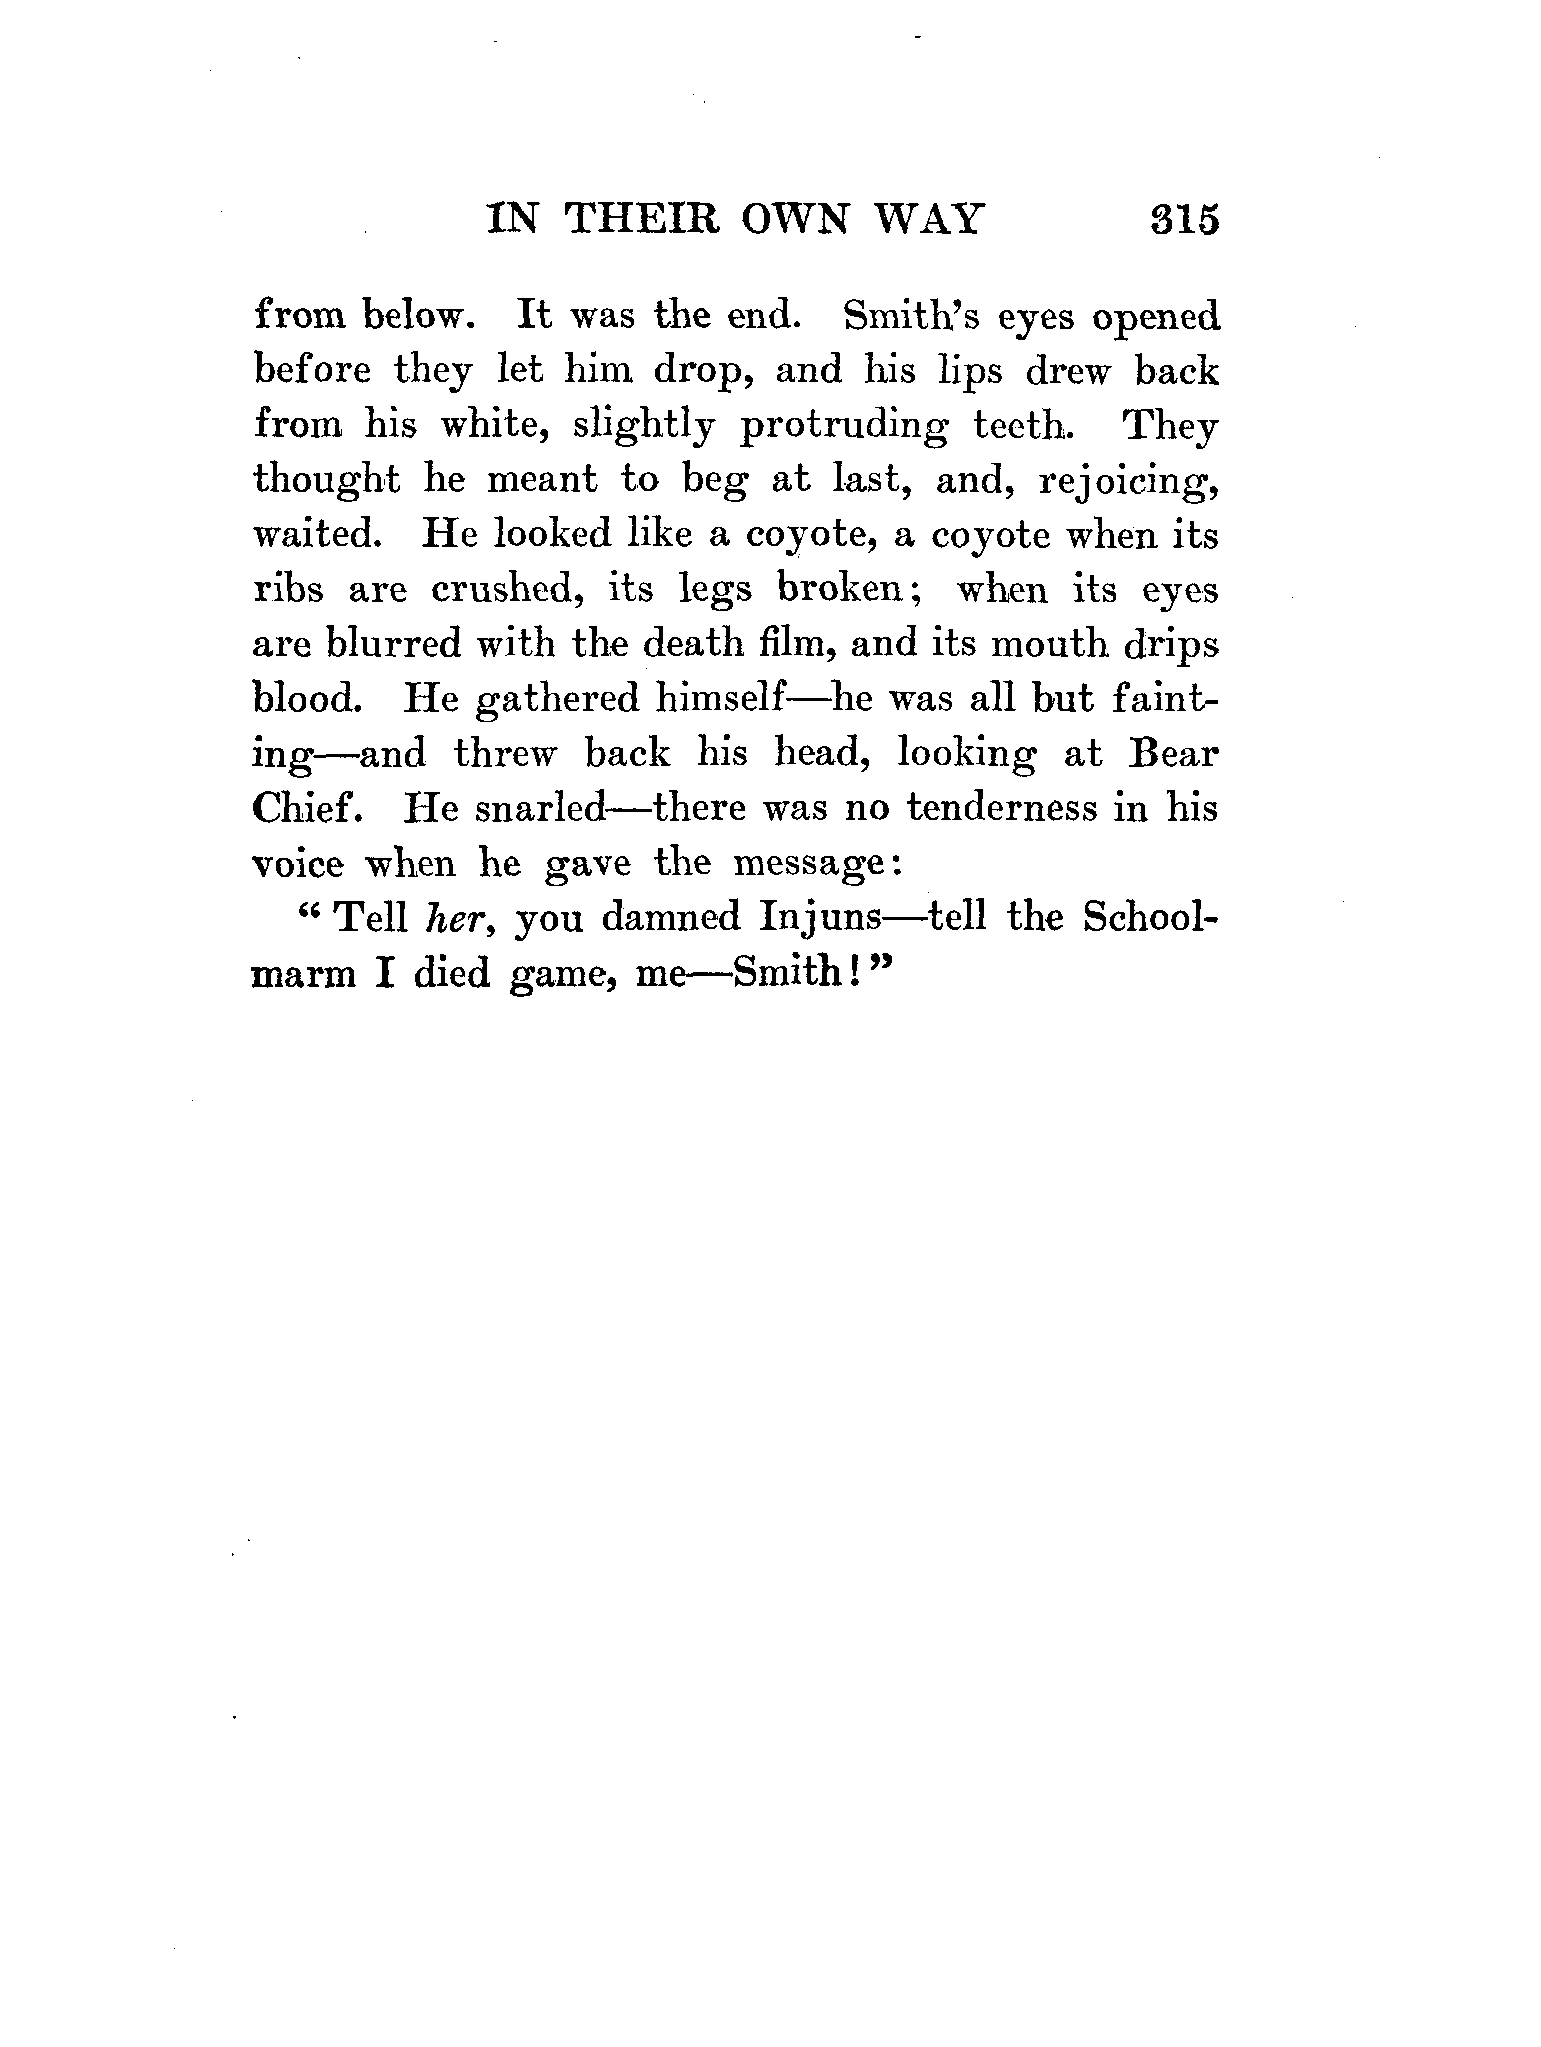 IN THEIR OWN WAY 315
from below. It was the end. Smith's eyes opened
before they let him drop, and his lips drew back
from his white, slightly protruding teeth. They
thought he meant to beg at last, and, rejoicing,
waited. He looked like a coyote, a coyote when its
ribs are crushed, its legs broken; when its eyes
are blurred with the death film, and its mouth drips
blood. He gathered himself—he was all but faint-
ing—and threw back his head, looking at Bear
Chief. He snarled—there was no tenderness in his
voice when he gave the message:
“Tell her, you damned Injuns—tell the School-
marm I died game, me—Smith!”